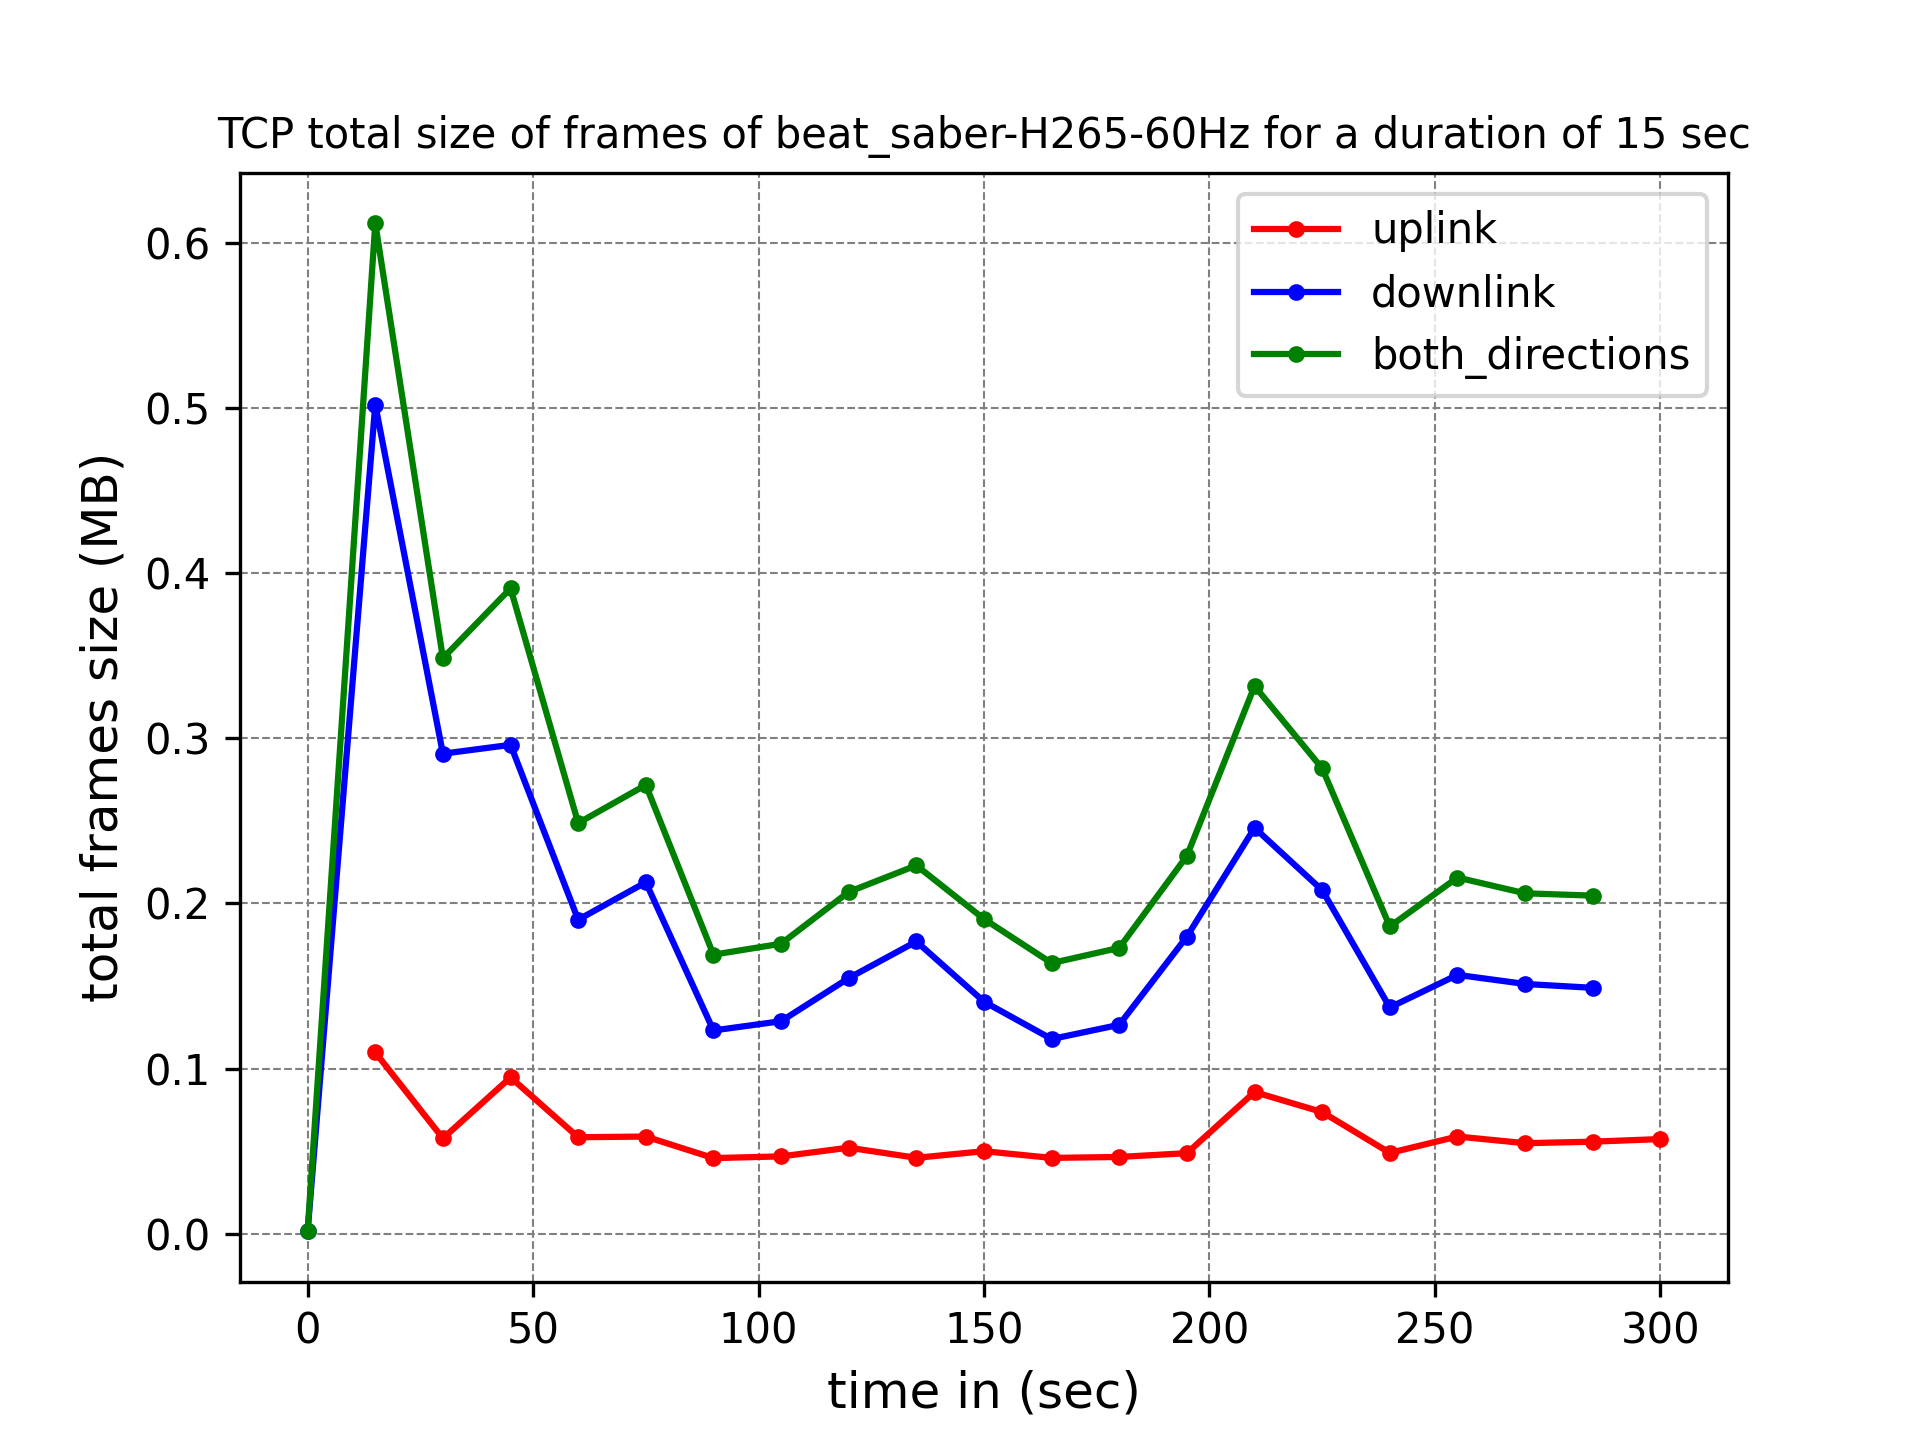 TCP total size of frames of beat_saber-H265-60Hz for a duration of 15 sec
uplink
downlink
both_directions
total frames size (MB)
0.6
0.5
0.4
0.3
0.2
0.1
0.0
0 50 100 150 200 250 300
time in (sec)